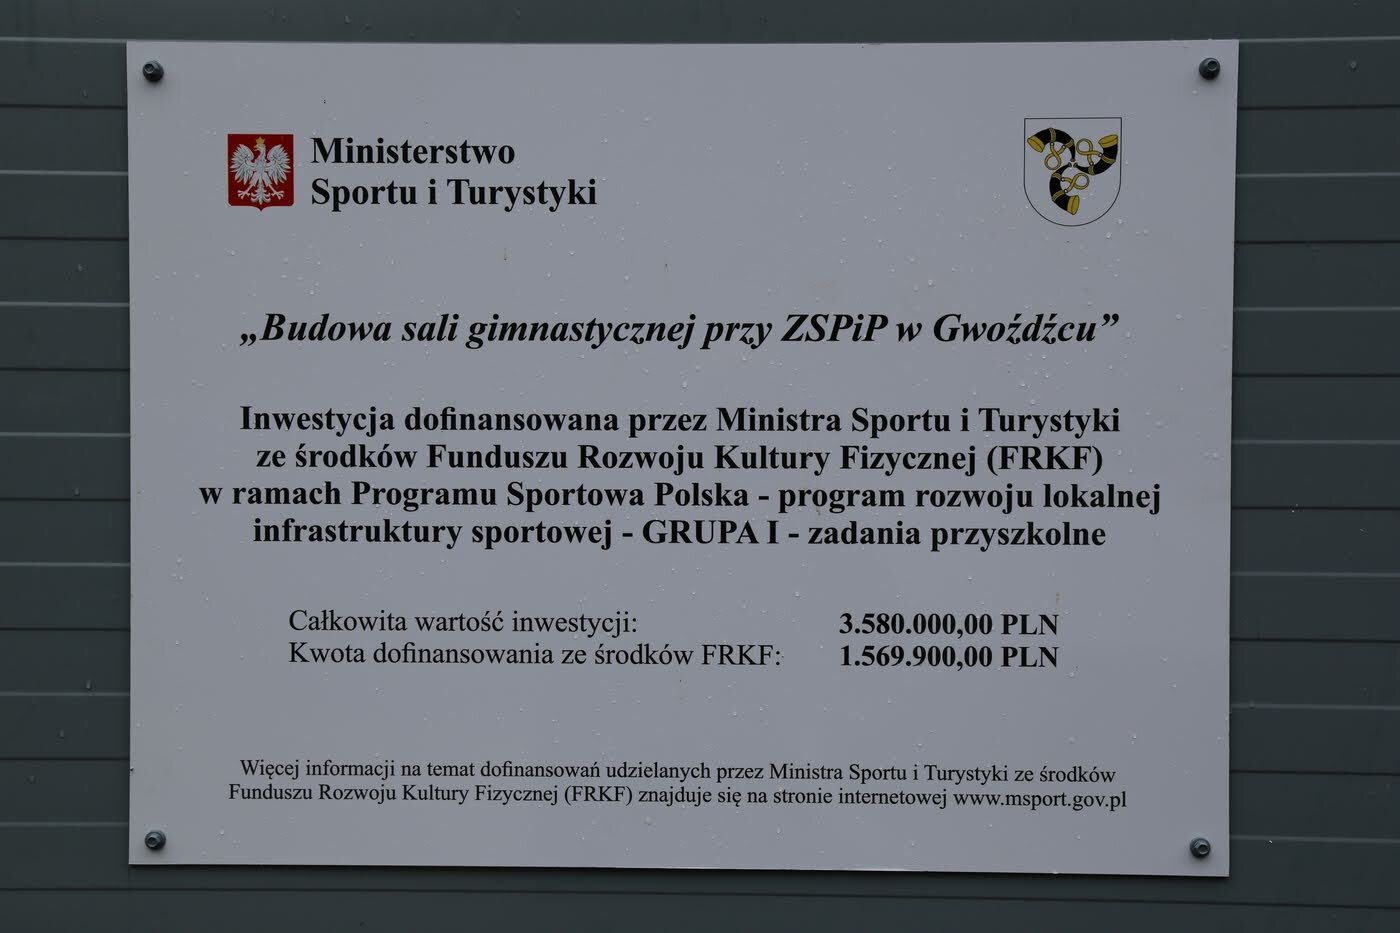 Ministerstwo
Sportu i Turystyki
„Budowa sali gimnastycznej przy ZSPiP w Gwoźdźcu”
Inwestycja dofinansowana przez Ministra Sportu i Turystyki
ze środków Funduszu Rozwoju Kultury Fizycznej (FRKF)
w ramach Programu Sportowa Polska - program rozwoju lokalnej
infrastruktury sportowej - GRUPA I - zadania przyszkolne
Całkowita wartość inwestycji: 3.580.000,00 PLN
Kwota dofinansowania ze środków FRKF: 1.569.900,00 PLN
Więcej informacji na temat dofinansowań udzielanych przez Ministra Sportu i Turystyki ze środków
Funduszu Rozwoju Kultury Fizycznej (FRKF) znajduje się na stronie internetowej www.msport.gov.pl